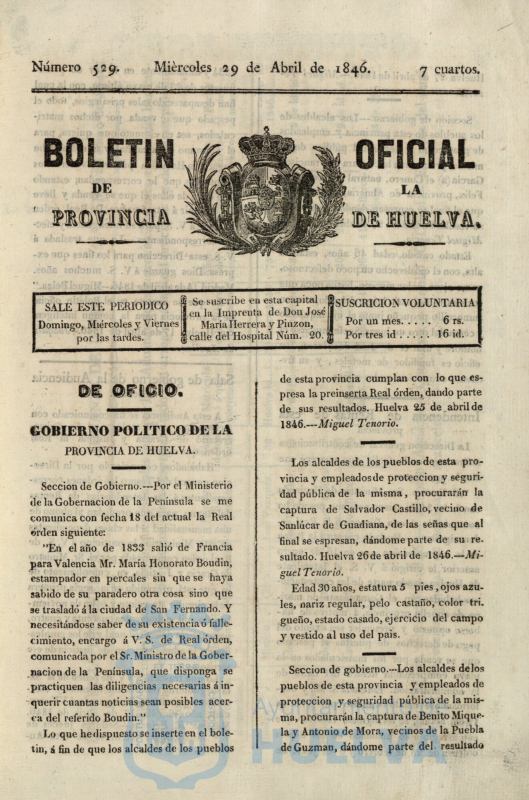 Número 529. Miércoles 29 de Abril de 1846. 7 cuartos.
BOLETIN OFICIAL
DE LA
PROVINCIA DE HUELVA.
SALE ESTE PERIODICO
Domingo, Miércoles y Viernes
por las tardes.
Se suscribe en esta capital
en la Imprenta de Don José
María Herrera y Pinzon,
calle del Hospital Núm. 20.
SUSCRICION VOLUNTARIA
Por un mes..... 6 rs.
Por tres id..... 16 id.
DE OFICIO.
GOBIERNO POLITICO DE LA
PROVINCIA DE HUELVA.
Seccion de Gobierno.---Por el Ministerio
de la Gobernacion de la Península se me
comunica con fecha 18 del actual la Real
órden siguiente:
"En el año de 1833 salió de Francia
para Valencia Mr. María Honorato Boudin,
estampador en percales sin que se haya
sabido de su paradero otra cosa sino que
se trasladó á la ciudad de San Fernando. Y
necesitándose saber de su existencia ó falle-
cimiento, encargo á V. S. de Real órden,
comunicada por el Sr. Ministro de la Gober-
nacion de la Península, que disponga se
practiquen las diligencias necesarias á in-
querir cuantas noticias sean posibles acer-
ca del referido Boudin."
Lo que he dispuesto se inserte en el bole-
tin, á fin de que los alcaldes de los pueblos
de esta provincia cumplan con lo que es-
presa la preinserta Real órden, dando parte
de sus resultados. Huelva 25 de abril de
1846.---Miguel Tenorio.
Los alcaldes de los pueblos de esta pro-
vincia y empleados de proteccion y seguri-
dad pública de la misma, procurarán la
captura de Salvador Castillo, vecino de
Sanlúcar de Guadiana, de las señas que al
final se espresan, dándome parte de su re-
sultado. Huelva 26 de abril de 1846.---Mi-
guel Tenorio.
Edad 30 años, estatura 5 pies, ojos azu-
les, nariz regular, pelo castaño, color tri-
gueño, estado casado, ejercicio del campo
y vestido al uso del pais.
Seccion de gobierno.---Los alcaldes de los
pueblos de esta provincia y empleados de
proteccion y seguridad pública de la mis-
ma, procurarán la captura de Benito Mique-
la y Antonio de Mora, vecinos de la Puebla
de Guzman, dándome parte del resultado
HUELVA